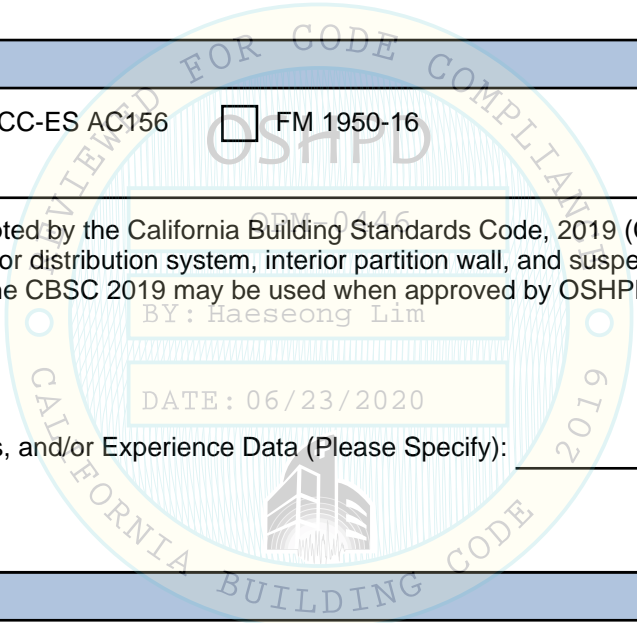 REVIEWED FOR CODE COMPLIANCE
CC-ES AC156 FM 1950-16
OSHPD
OPM-0446
oted by the California Building Standards Code, 2019 (
or distribution system, interior partition wall, and suspe
he CBSC 2019 may be used when approved by OSHP
BY: Haeseong Lim
DATE: 06/23/2020
s, and/or Experience Data (Please Specify):
CALIFORNIA BUILDING CODE 2019